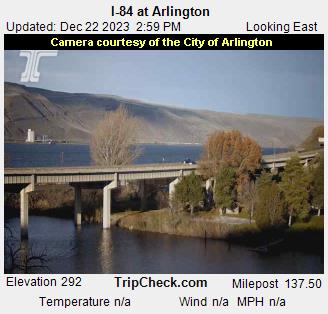 I-84 at Arlington
Updated: Dec 22 2023 2:59 PM Looking East
Camera courtesy of the City of Arlington
Elevation 292 TripCheck.com Milepost 137.50
Temperature n/a Wind n/a MPH n/a